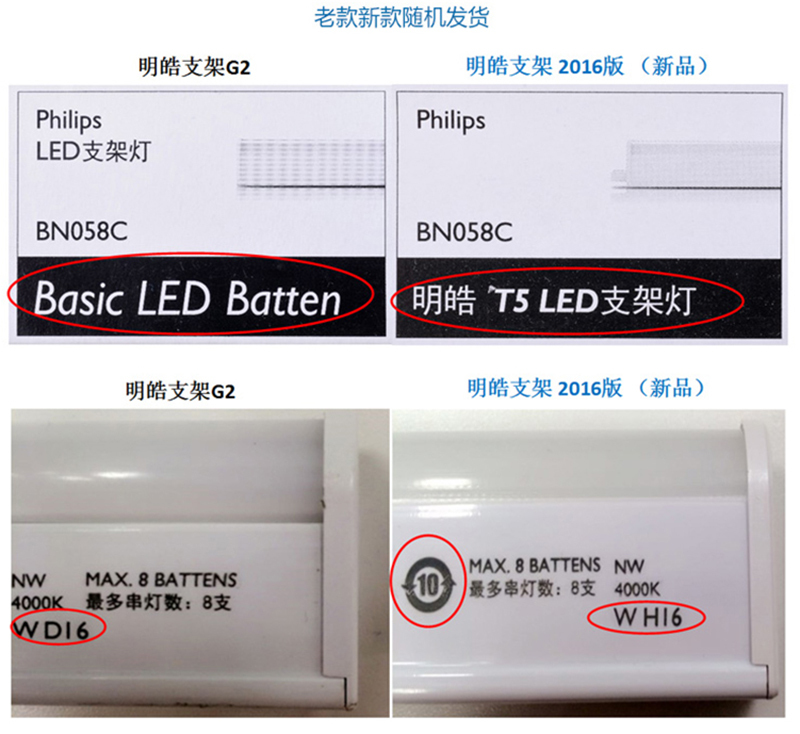 老款新款随机发货
明皓支架G2
明皓支架 2016版 （新品）
Philips
LED支架灯
BN058C
Basic LED Batten
Philips
BN058C
明皓 T5 LED支架灯
明皓支架G2
明皓支架 2016版 （新品）
NW MAX. 8 BATTENS
4000K 最多串灯数：8支
W D16
10
MAX. 8 BATTENS NW
最多串灯数：8支 4000K
W H16